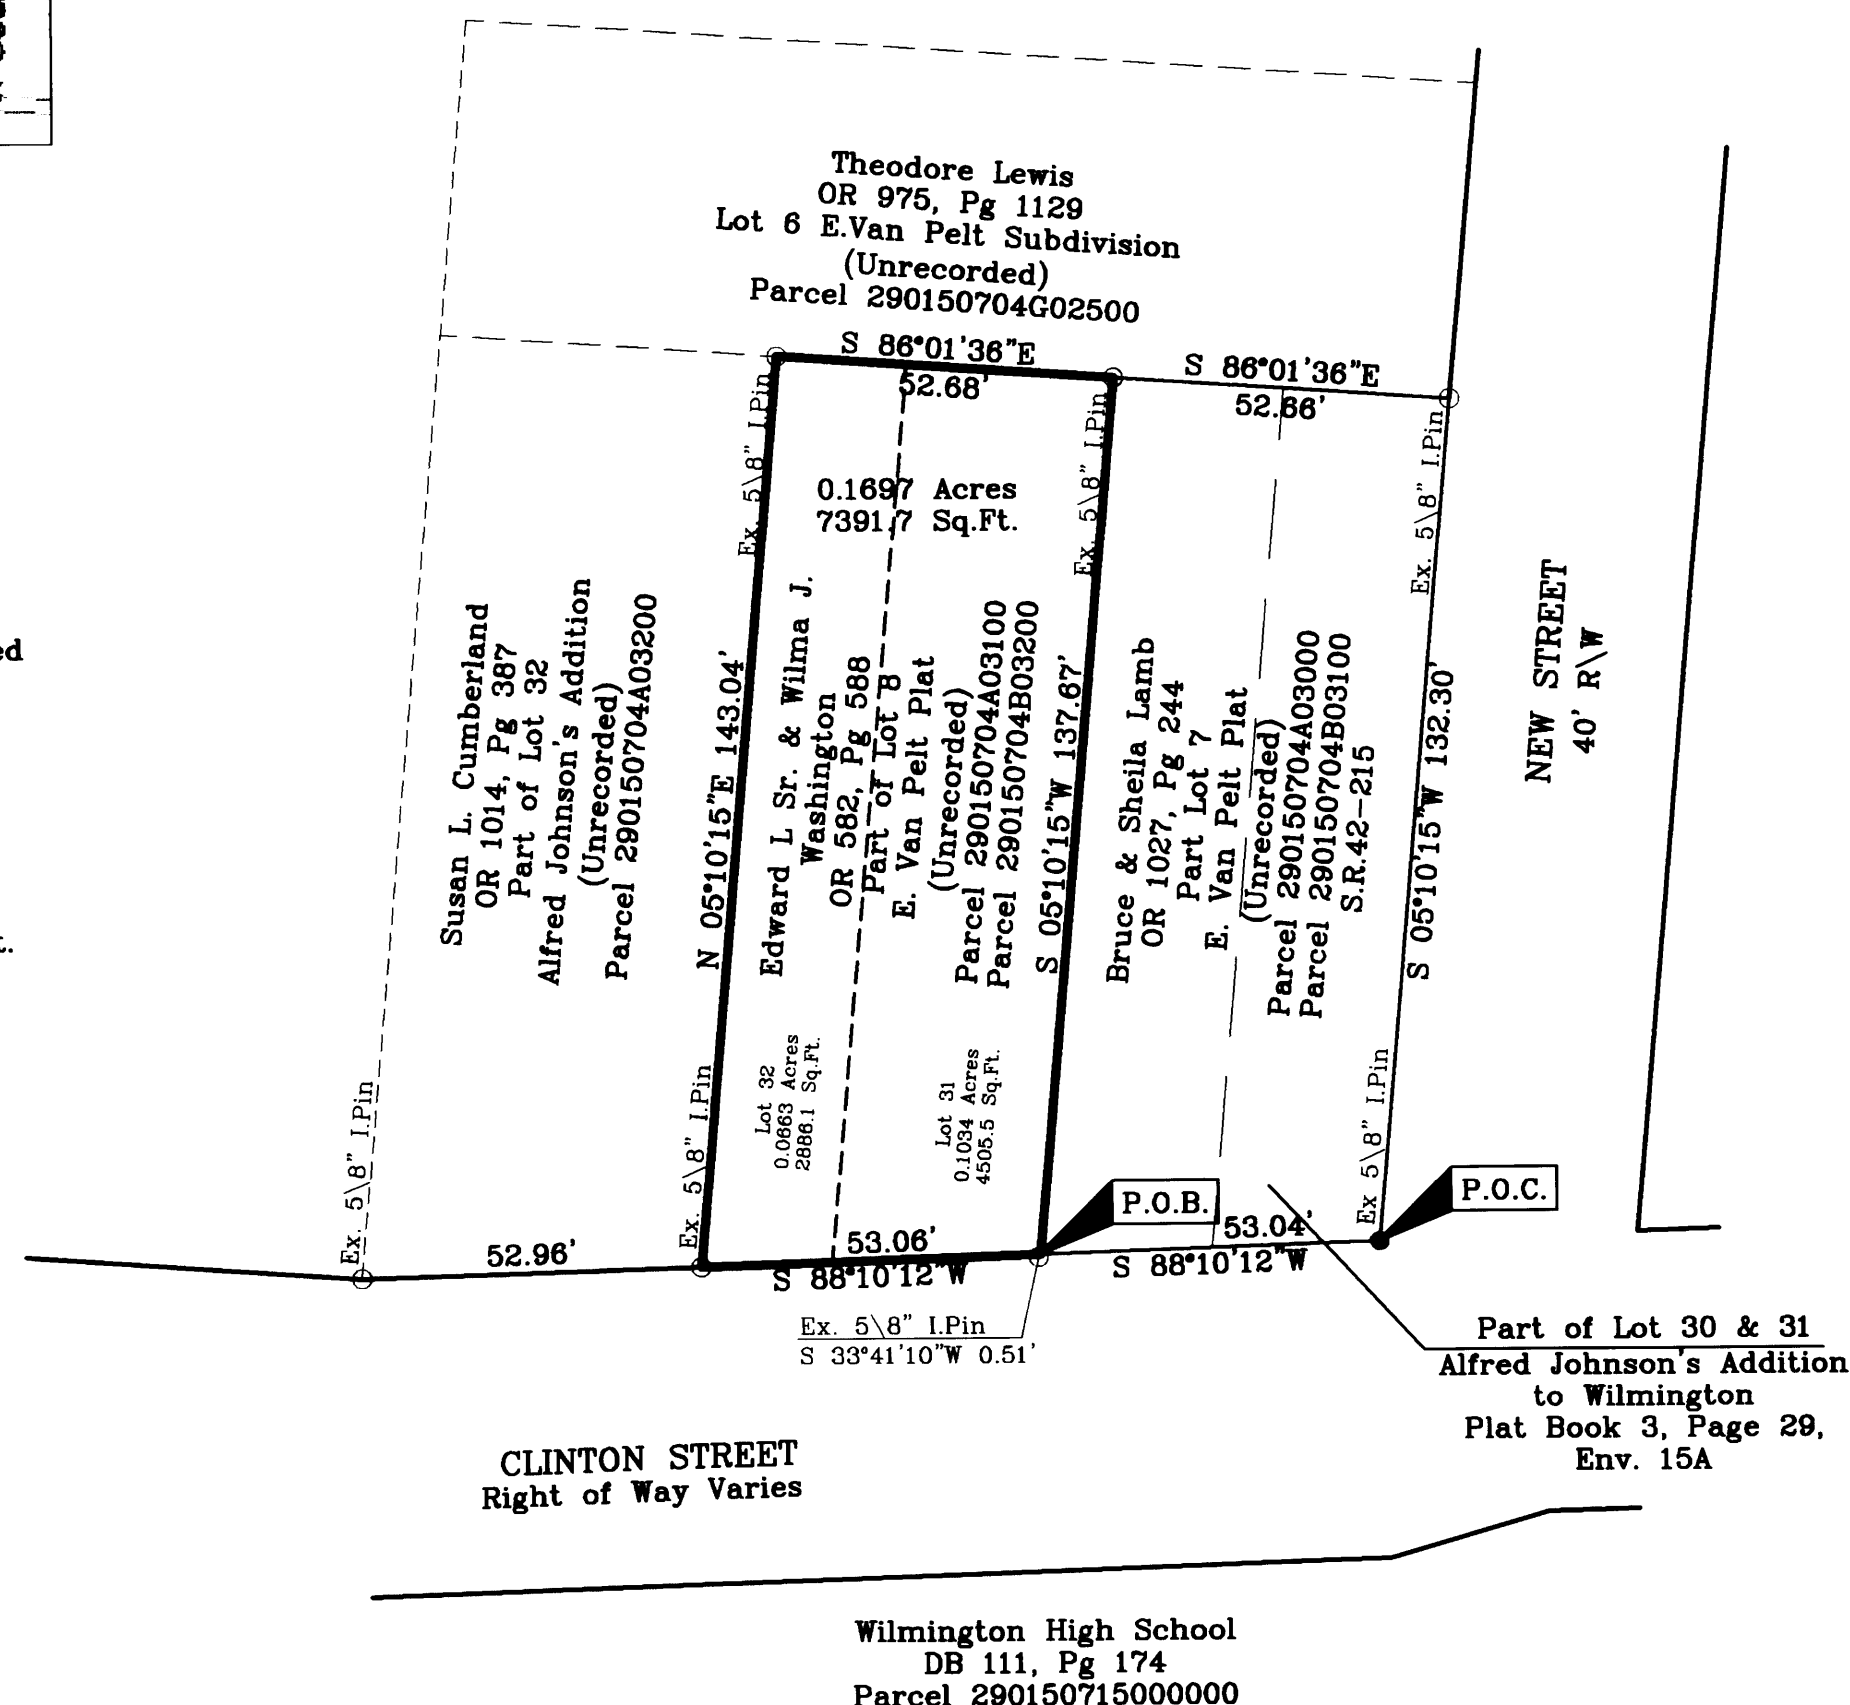 Theodore Lewis
OR 975, Pg 1129
Lot 6 E.Van Pelt Subdivision
(Unrecorded)
Parcel 290150704G02500
S 86°01'36"E
52.68'
S 86°01'36"E
52.66'
Ex. 5\8" I.Pin
Ex. 5\8" I.Pin
Ex. 5\8" I.Pin
0.1697 Acres
7391.7 Sq.Ft.
ed
Susan L. Cumberland
OR 1014, Pg 387
Part of Lot 32
Alfred Johnson's Addition
(Unrecorded)
Parcel 290150704A03200
N 05°10'15"E 143.04'
Edward L Sr. & Wilma J.
Washington
OR 582, Pg 588
Part of Lot 8
E. Van Pelt Plat
(Unrecorded)
Parcel 290150704A03100
Parcel 290150704B03200
S 05°10'15"W 137.67'
Bruce & Sheila Lamb
OR 1027, Pg 244
Part Lot 7
E. Van Pelt Plat
(Unrecorded)
Parcel 290150704A03000
Parcel 290150704B03100
S.R.42-215
S 05°10'15"W 132.30'
NEW STREET
40' R\W
Lot 32
0.0663 Acres
2886.1 Sq.Ft.
Lot 31
0.1034 Acres
4505.5 Sq.Ft.
Ex. 5\8" I.Pin
Ex. 5\8" I.Pin
Ex 5\8" I.Pin
P.O.B.
P.O.C.
52.96'
53.06'
S 88°10'12"W
53.04'
S 88°10'12"W
Ex. 5\8" I.Pin
S 33°41'10"W 0.51'
Part of Lot 30 & 31
Alfred Johnson's Addition
to Wilmington
Plat Book 3, Page 29,
Env. 15A
CLINTON STREET
Right of Way Varies
Wilmington High School
DB 111, Pg 174
Parcel 290150715000000